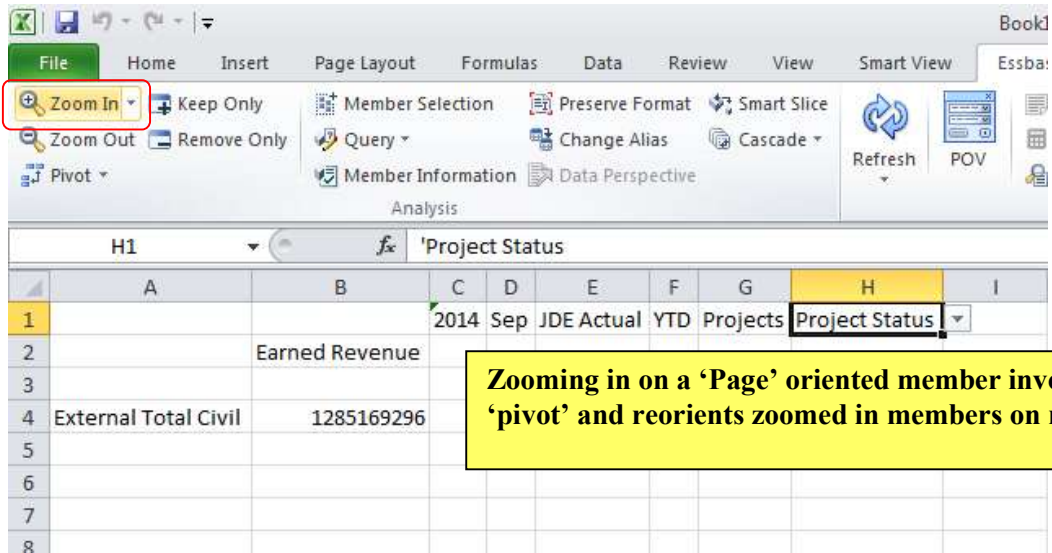 Book1
File Home Insert Page Layout Formulas Data Review View Smart View
Zoom In Keep Only Member Selection Preserve Format Smart Slice
Zoom Out Remove Only Query Change Alias Cascade Refresh POV
Pivot Member Information Data Perspective
Analysis
H1 fx 'Project Status
A B C D E F G H I
1 2014 Sep JDE Actual YTD Projects Project Status
2 Earned Revenue
3 Zooming in on a ‘Page’ oriented member
4 External Total Civil 1285169296 ‘pivot’ and reorients zoomed in members on
5
6
7
8